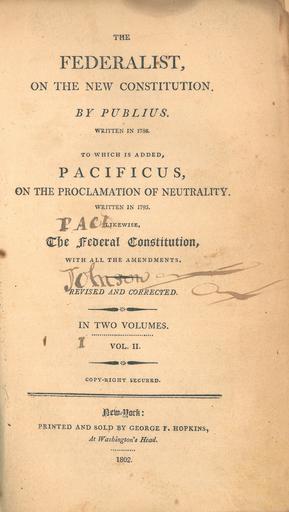 THE
FEDERALIST,
ON THE NEW CONSTITUTION.
BY PUBLIUS.
WRITTEN IN 1788.
TO WHICH IS ADDED,
PACIFICUS,
ON THE PROCLAMATION OF NEUTRALITY.
WRITTEN IN 1793.
LIKEWISE,
The Federal Constitution,
WITH ALL THE AMENDMENTS.
Johnson
REVISED AND CORRECTED.
IN TWO VOLUMES.
VOL. II.
COPY-RIGHT SECURED.
New-York:
PRINTED AND SOLD BY GEORGE F. HOPKINS,
At Washington's Head.
1802.